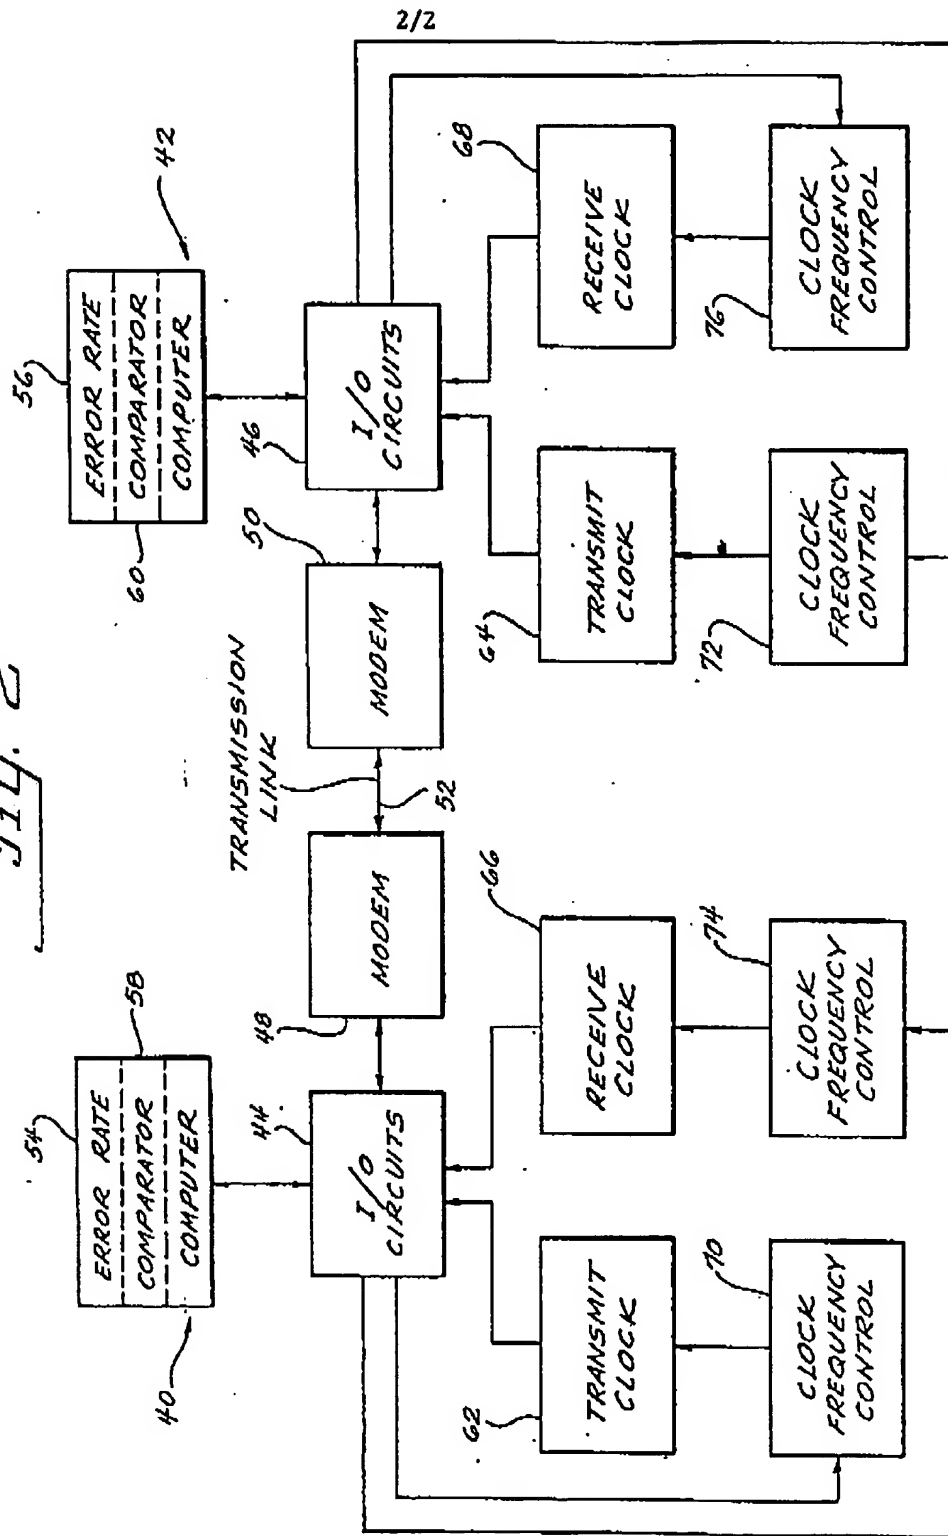 2/2
Fig. 2
54
ERROR RATE
COMPARATOR
COMPUTER
58
40
56
ERROR RATE
COMPARATOR
COMPUTER
60
42
44
I/O
CIRCUITS
48
MODEM
TRANSMISSION
LINK
52
50
MODEM
46
I/O
CIRCUITS
62
TRANSMIT
CLOCK
66
RECEIVE
CLOCK
64
TRANSMIT
CLOCK
68
RECEIVE
CLOCK
70
CLOCK
FREQUENCY
CONTROL
74
CLOCK
FREQUENCY
CONTROL
72
CLOCK
FREQUENCY
CONTROL
76
CLOCK
FREQUENCY
CONTROL